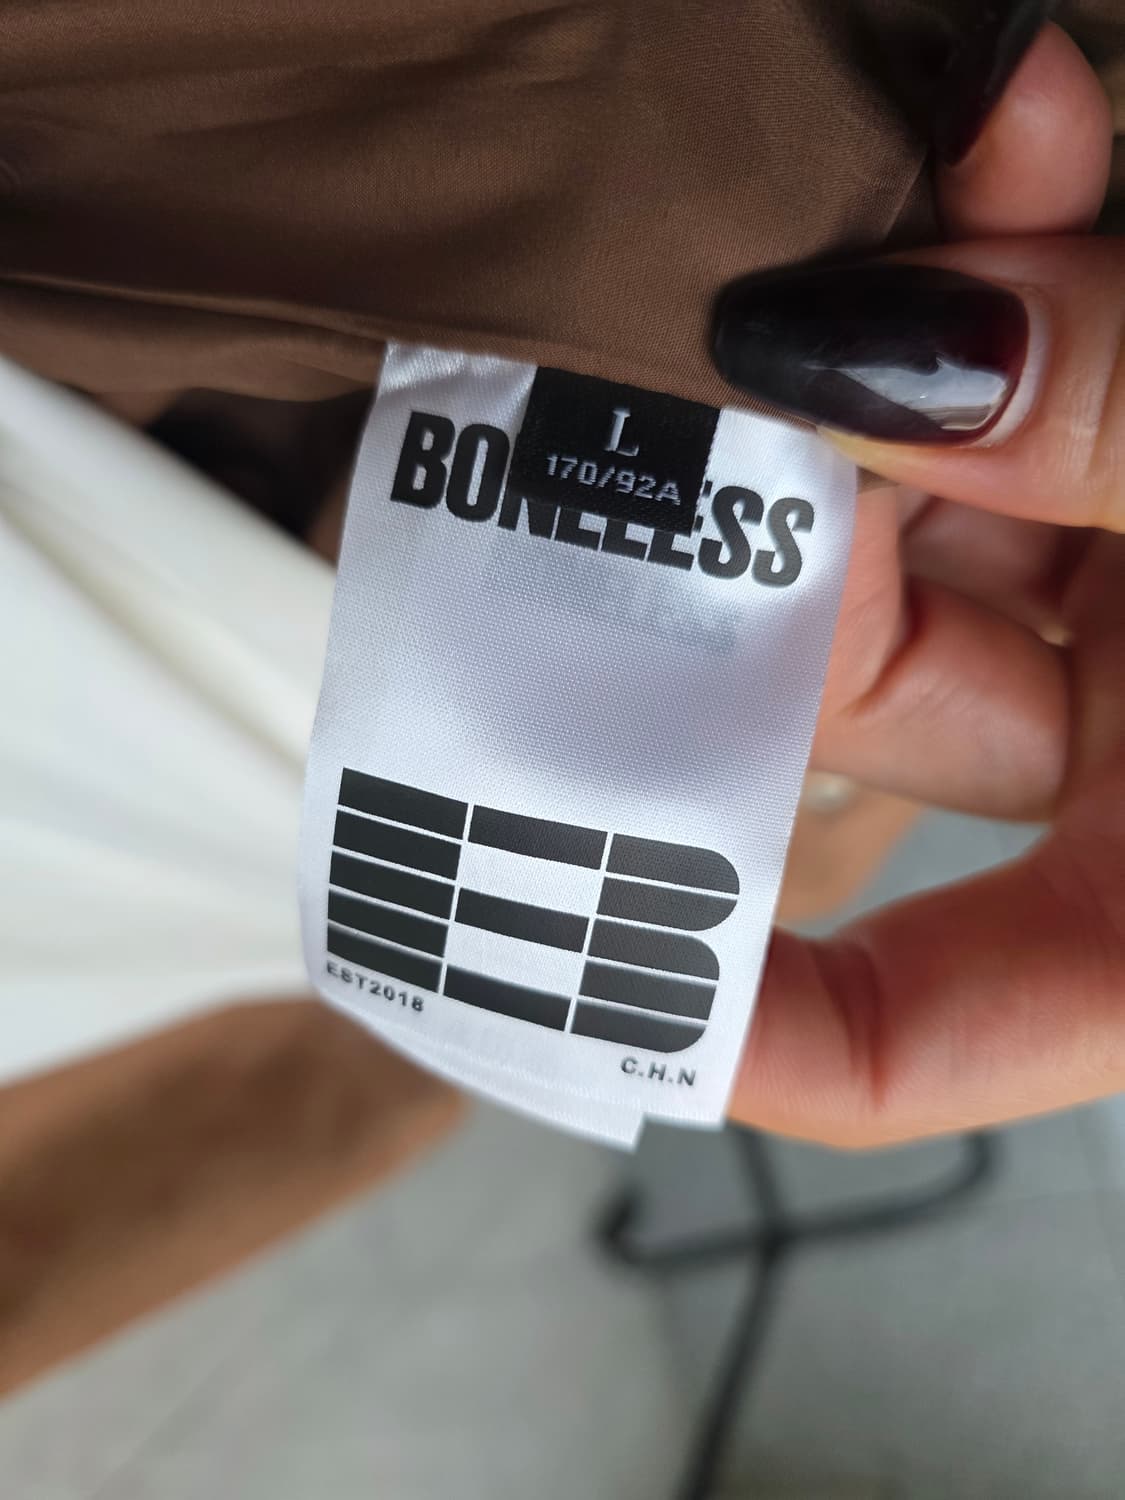 L
170/92A
BONELESS
EST2018
C.H.N